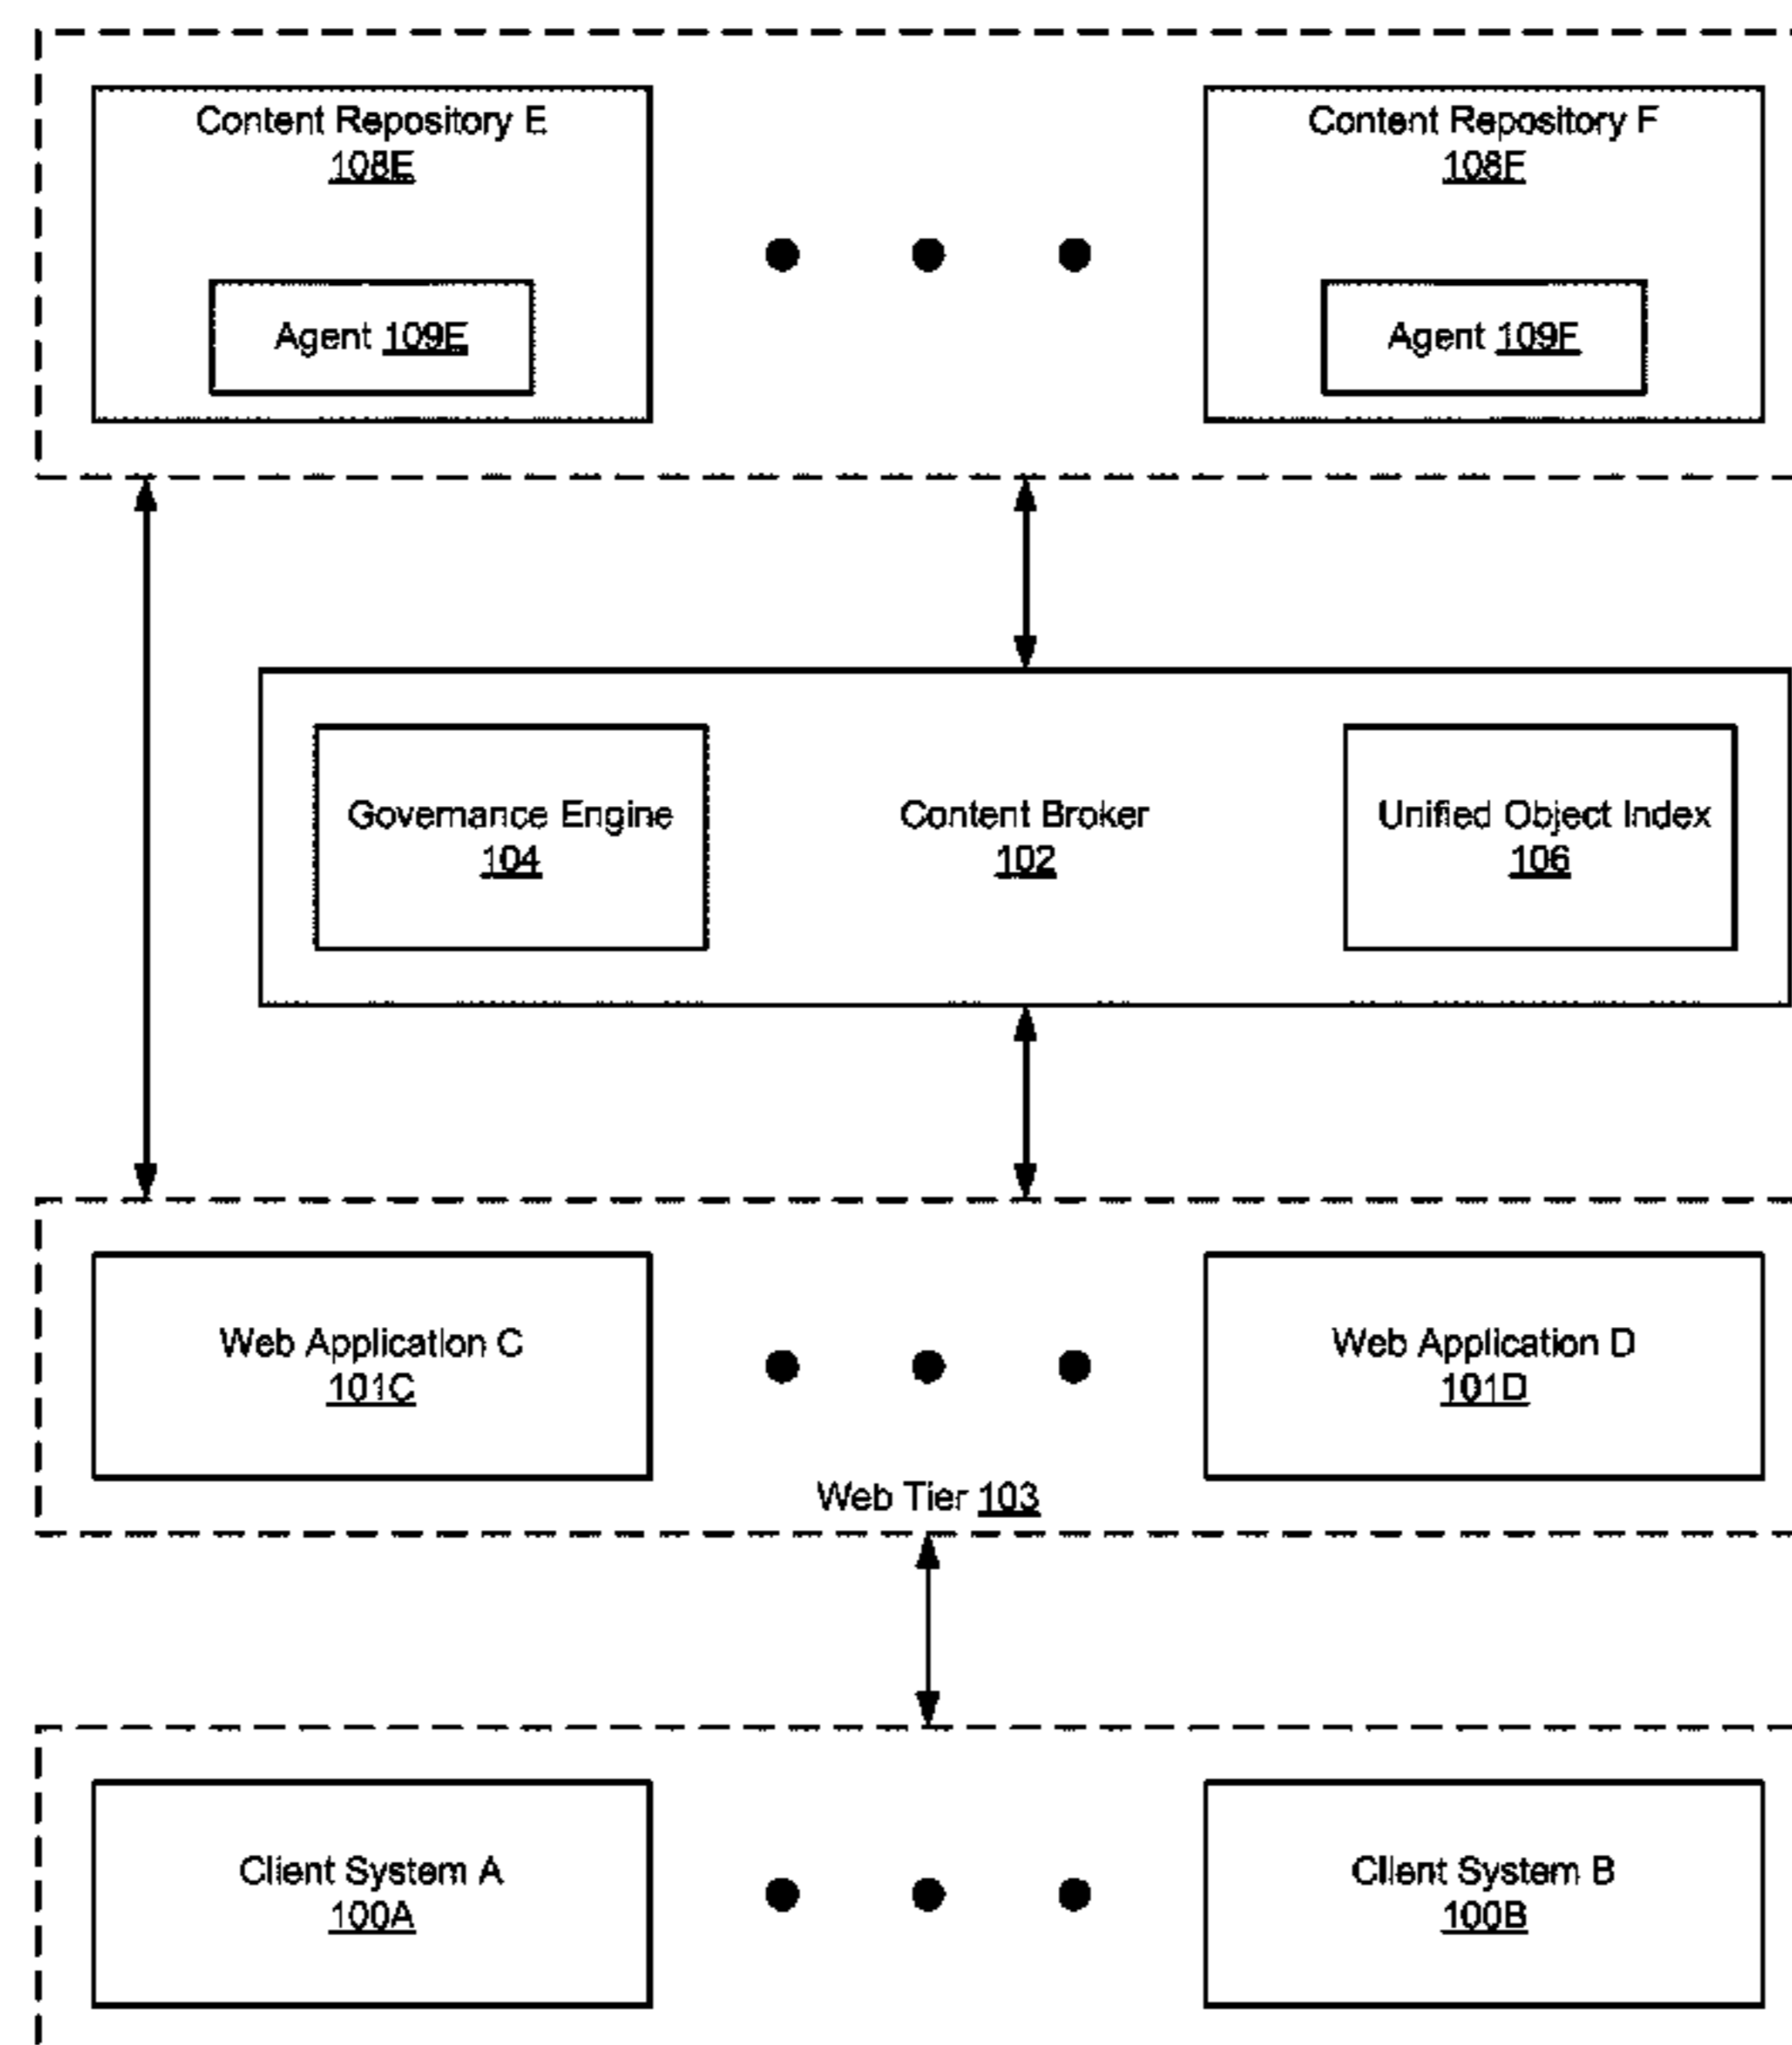 Content Repository E
108E
Agent 109E
Content Repository F
108F
Agent 109F
Governance Engine
104
Content Broker
102
Unified Object Index
106
Web Application C
101C
Web Application D
101D
Web Tier 103
Client System A
100A
Client System B
100B